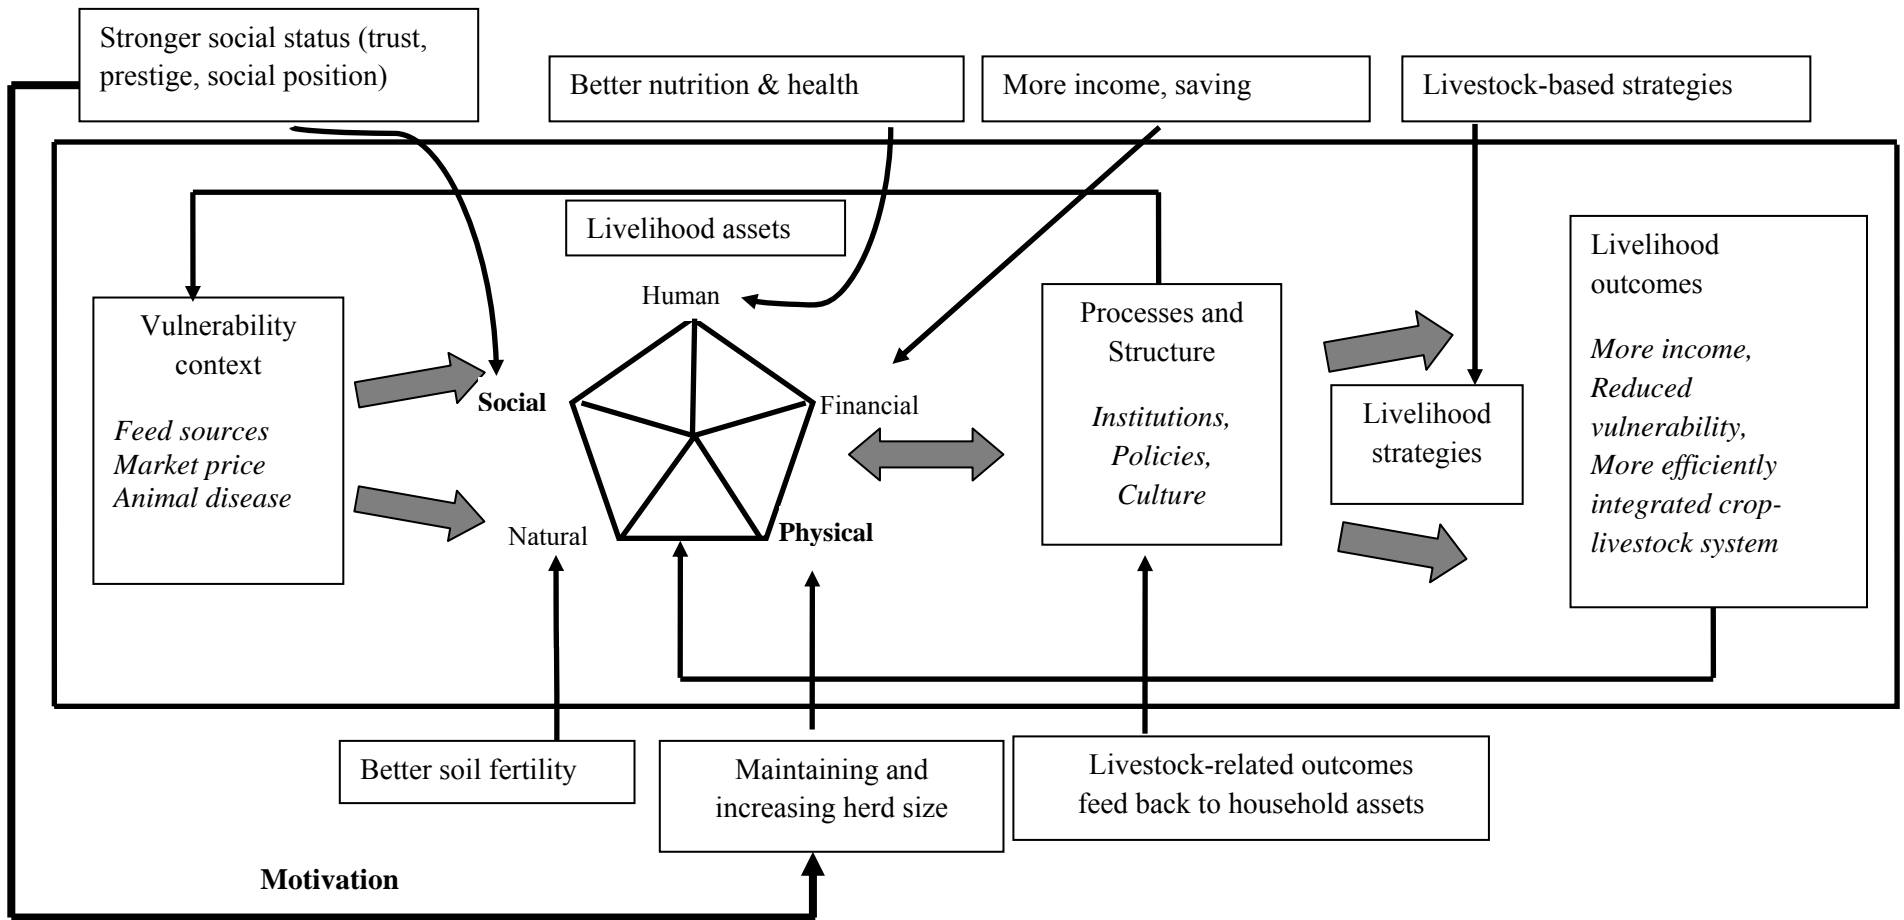 Stronger social status (trust,
prestige, social position)
Better nutrition & health
More income, saving
Livestock-based strategies
Livelihood assets
Human
Vulnerability
context
Feed sources
Market price
Animal disease
Social
Financial
Natural
Physical
Processes and
Structure
Institutions,
Policies,
Culture
Livelihood
strategies
Livelihood
outcomes
More income,
Reduced
vulnerability,
More efficiently
integrated crop-
livestock system
Better soil fertility
Maintaining and
increasing herd size
Livestock-related outcomes
feed back to household assets
Motivation